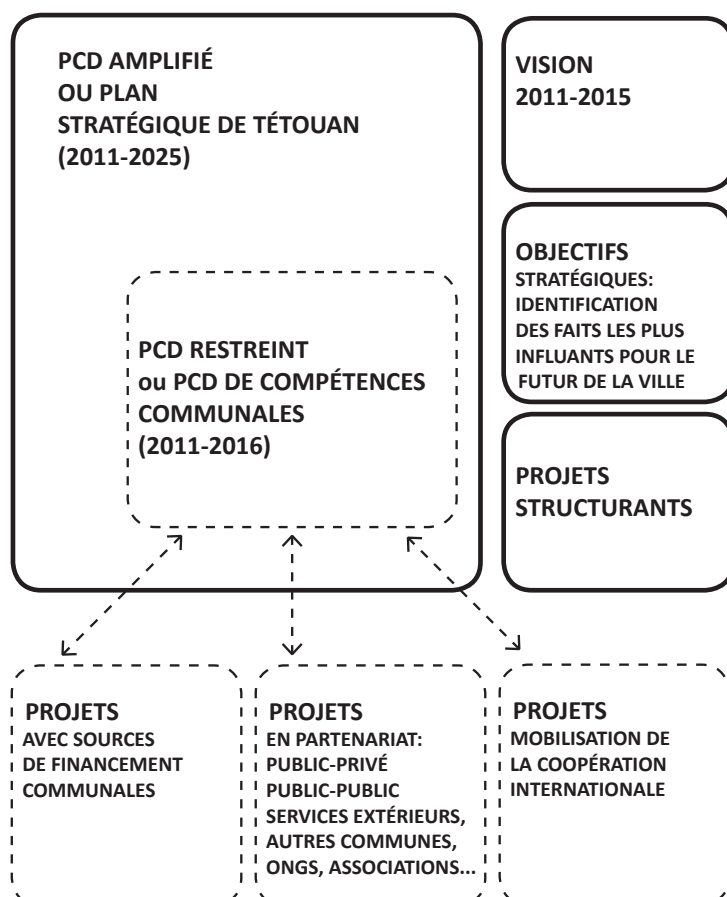 PCD AMPLIFIÉ
OU PLAN
STRATÉGIQUE DE TÉTOUAN
(2011-2025)
PCD RESTREINT
ou PCD DE COMPÉTENCES
COMMUNALES
(2011-2016)
VISION
2011-2015
OBJECTIFS
STRATÉGIQUES:
IDENTIFICATION
DES FAITS LES PLUS
INFLUANTS POUR LE
FUTUR DE LA VILLE
PROJETS
STRUCTURANTS
PROJETS
AVEC SOURCES
DE FINANCEMENT
COMMUNALES
PROJETS
EN PARTENARIAT:
PUBLIC-PRIVÉ
PUBLIC-PUBLIC
SERVICES EXTÉRIEURS,
AUTRES COMMUNES,
ONGS, ASSOCIATIONS...
PROJETS
MOBILISATION DE
LA COOPÉRATION
INTERNATIONALE